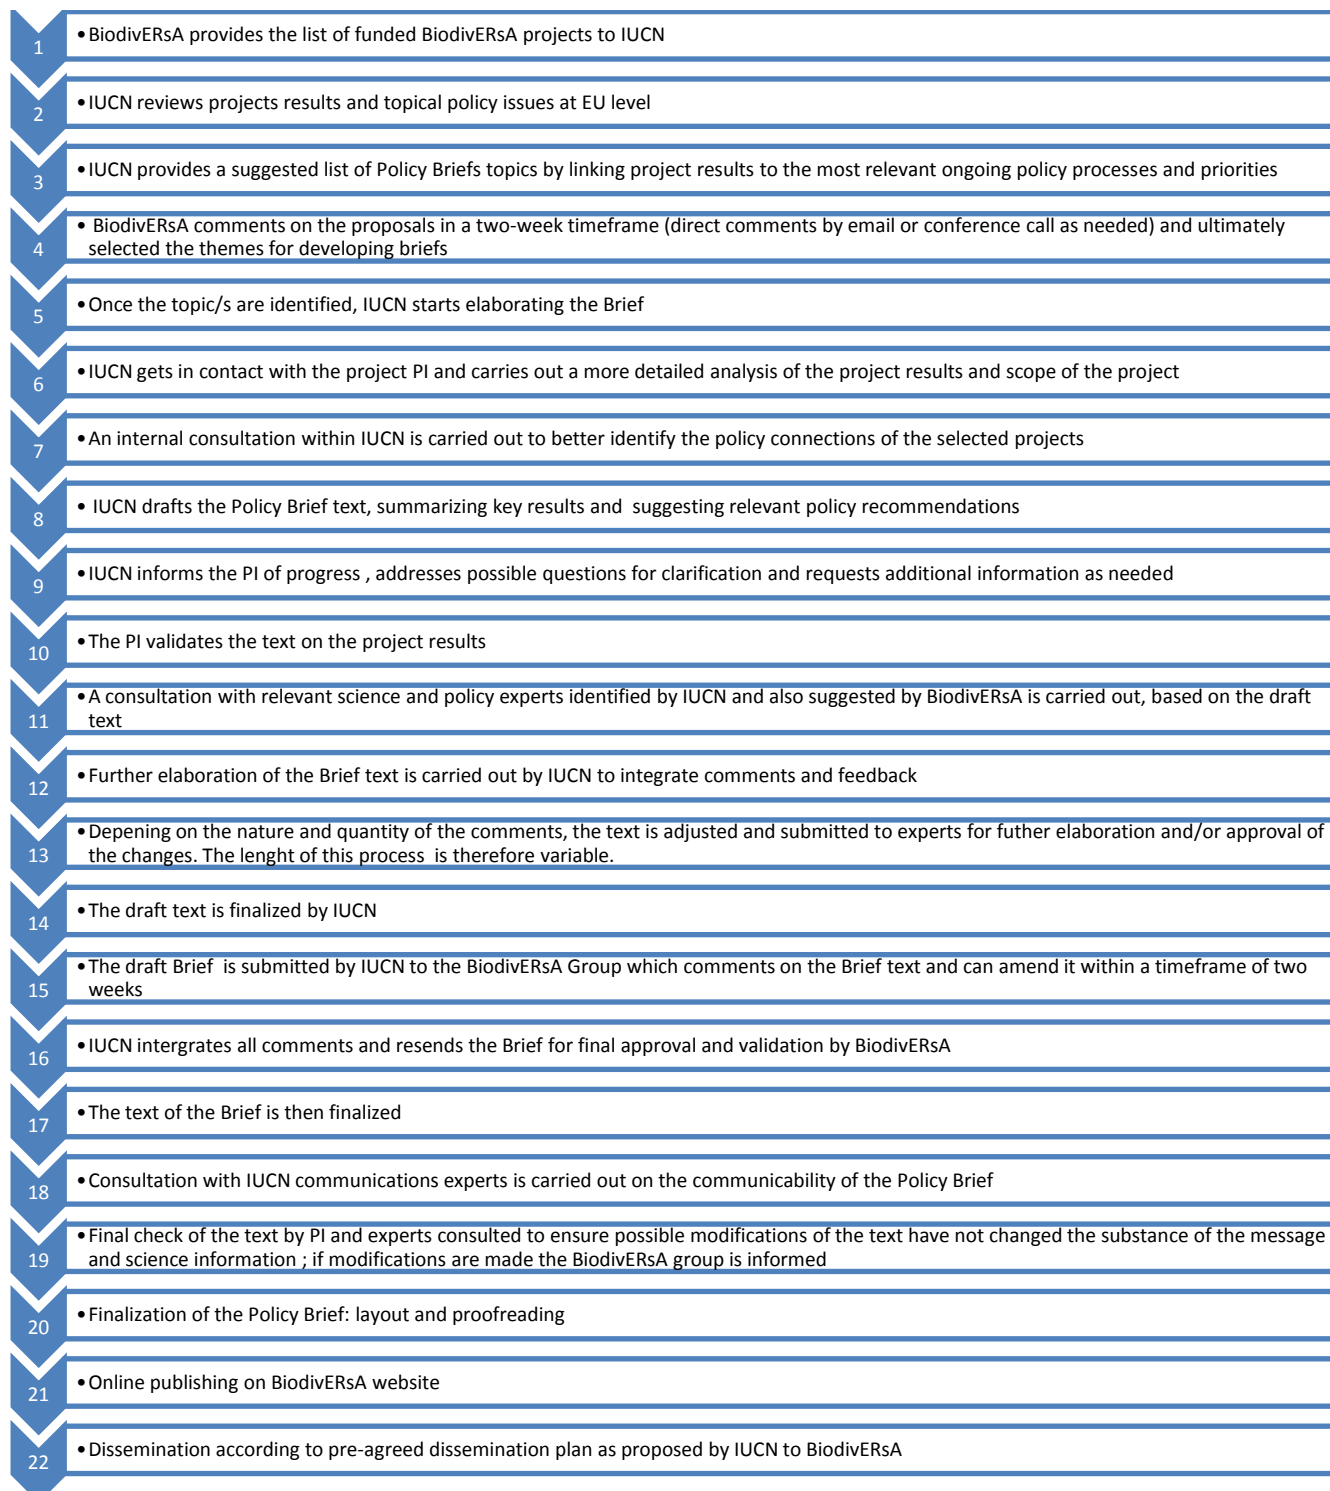 1
•BiodivERsA provides the list of funded BiodivERsa projects to IUCN
2
•IUCN reviews projects results and topical policy issues at EU level
3
•IUCN provides a suggested list of Policy Briefs topics by linking project results to the most relevant ongoing policy processes and priorities
4
• BiodivERsA comments on the proposals in a two-week timeframe (direct comments by email or conference call as needed) and ultimately
selected the themes for developing briefs
5
•Once the topic/s are identified, IUCN starts elaborating the Brief
6
•IUCN gets in contact with the project PI and carries out a more detailed analysis of the project results and scope of the project
7
•An internal consultation within IUCN is carried out to better identify the policy connections of the selected projects
8
• IUCN drafts the Policy Brief text, summarizing key results and suggesting relevant policy recommendations
9
•IUCN informs the PI of progress , addresses possible questions for clarification and requests additional information as needed
10
•The PI validates the text on the project results
11
•A consultation with relevant science and policy experts identified by IUCN and also suggested by BiodivERsA is carried out, based on the draft
text
12
•Further elaboration of the Brief text is carried out by IUCN to integrate comments and feedback
13
•Depening on the nature and quantity of the comments, the text is adjusted and submitted to experts for futher elaboration and/or approval of
the changes. The lenght of this process is therefore variable.
14
•The draft text is finalized by IUCN
15
•The draft Brief is submitted by IUCN to the BiodivERsA Group which comments on the Brief text and can amend it within a timeframe of two
weeks
16
•IUCN intergrates all comments and resends the Brief for final approval and validation by BiodivERsA
17
•The text of the Brief is then finalized
18
•Consultation with IUCN communications experts is carried out on the communicability of the Policy Brief
19
•Final check of the text by PI and experts consulted to ensure possible modifications of the text have not changed the substance of the message
and science information ; if modifications are made the BiodivERsA group is informed
20
•Finalization of the Policy Brief: layout and proofreading
21
•Online publishing on BiodivERsA website
22
•Dissemination according to pre-agreed dissemination plan as proposed by IUCN to BiodivERsA